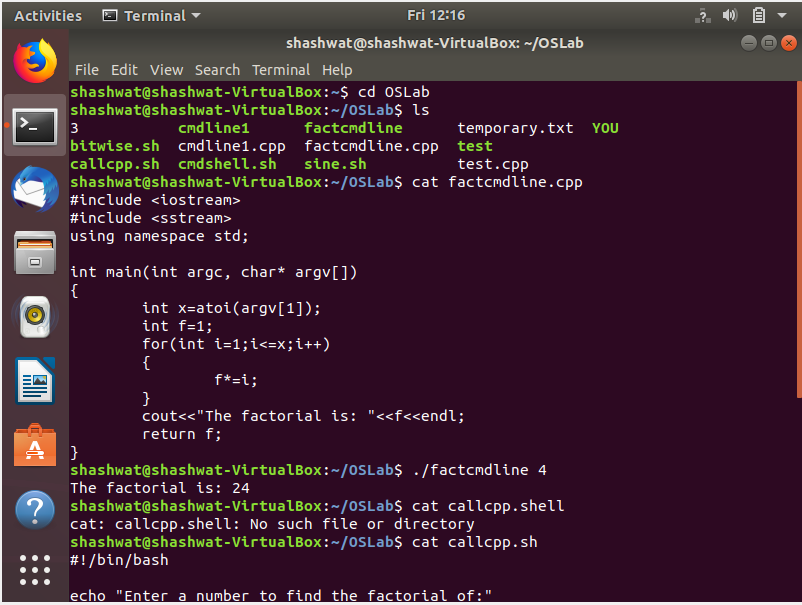 Activities Terminal Fri 12:16
shashwat@shashwat-VirtualBox: ~/OSLab
File Edit View Search Terminal Help
shashwat@shashwat-VirtualBox:~$ cd OSLab
shashwat@shashwat-VirtualBox:~/OSLab$ ls
3 cmdline1 factcmdline temporary.txt YOU
bitwise.sh cmdline1.cpp factcmdline.cpp test
callcpp.sh cmdshell.sh sine.sh test.cpp
shashwat@shashwat-VirtualBox:~/OSLab$ cat factcmdline.cpp
#include <iostream>
#include <sstream>
using namespace std;

int main(int argc, char* argv[])
{
        int x=atoi(argv[1]);
        int f=1;
        for(int i=1;i<=x;i++)
        {
                f*=i;
        }
        cout<<"The factorial is: "<<f<<endl;
        return f;
}
shashwat@shashwat-VirtualBox:~/OSLab$ ./factcmdline 4
The factorial is: 24
shashwat@shashwat-VirtualBox:~/OSLab$ cat callcpp.shell
cat: callcpp.shell: No such file or directory
shashwat@shashwat-VirtualBox:~/OSLab$ cat callcpp.sh
#!/bin/bash

echo "Enter a number to find the factorial of:"